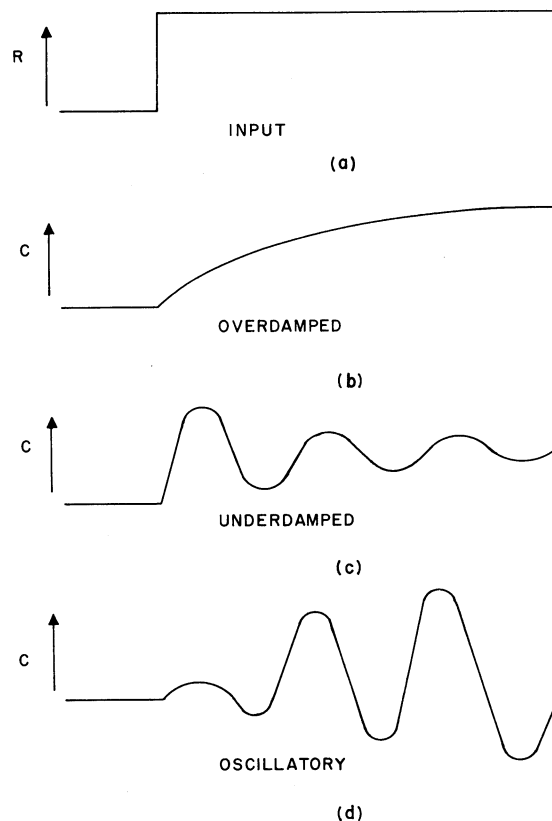 R
INPUT
(a)
C
OVERDAMPED
(b)
C
UNDERDAMPED
(c)
C
OSCILLATORY
(d)